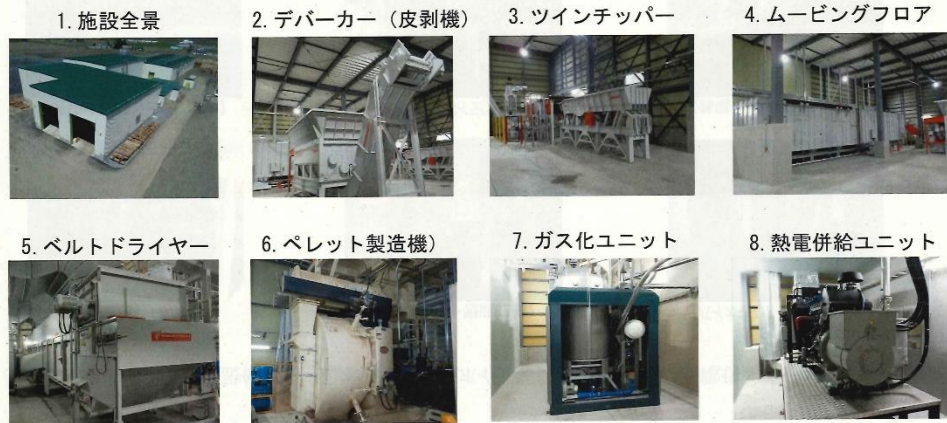 1. 施設全景
2. デバーカー（皮剥機）
3. ツインチッパー
4. ムービングフロア
5. ベルトドライヤー
6. ペレット製造機）
7. ガス化ユニット
8. 熱電併給ユニット